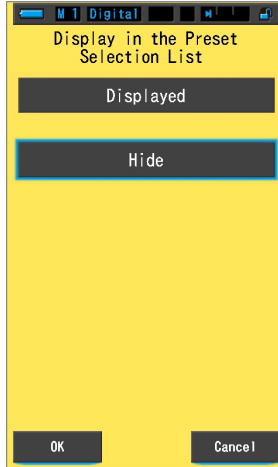 M 1 Digital
Display in the Preset
Selection List
Displayed
Hide
OK
Cancel